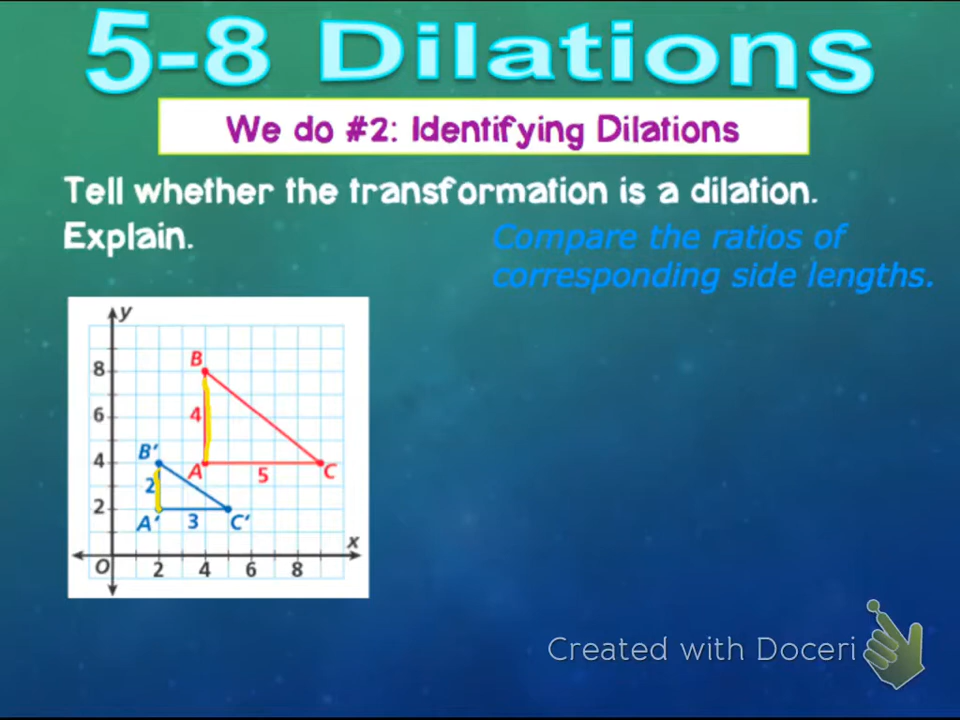 5-8 Dilations
We do #2: Identifying Dilations
Tell whether the transformation is a dilation.
Explain.
Compare the ratios of
corresponding side lengths.
y
B
8
6
4
B'
4
A
5
C
2
2
A'
3
C'
x
O
2
4
6
8
Created with Doceri